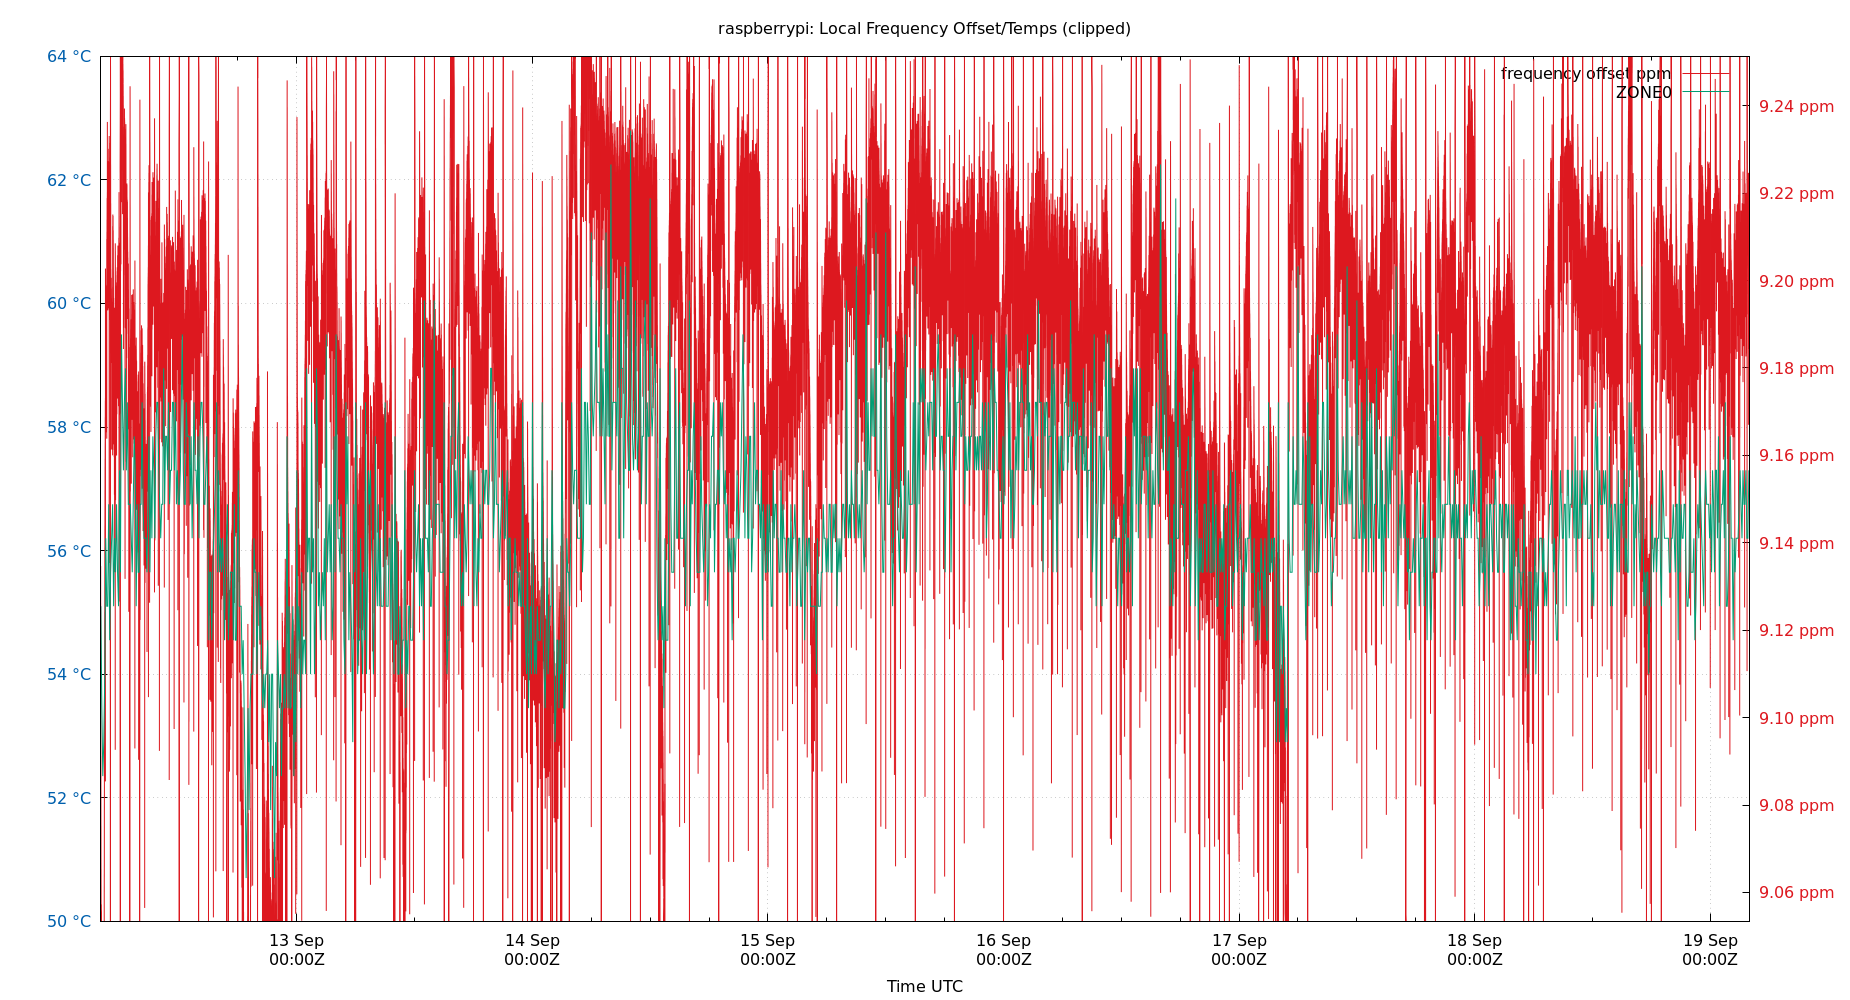 raspberrypi: Local Frequency Offset/Temps (clipped)
64 °C
62 °C
60 °C
58 °C
56 °C
54 °C
52 °C
50 °C
frequency offset ppm
ZONE0
9.24 ppm
9.22 ppm
9.20 ppm
9.18 ppm
9.16 ppm
9.14 ppm
9.12 ppm
9.10 ppm
9.08 ppm
9.06 ppm
13 Sep 14 Sep 15 Sep 16 Sep 17 Sep 18 Sep 19 Sep
00:00Z 00:00Z 00:00Z 00:00Z 00:00Z 00:00Z 00:00Z
Time UTC